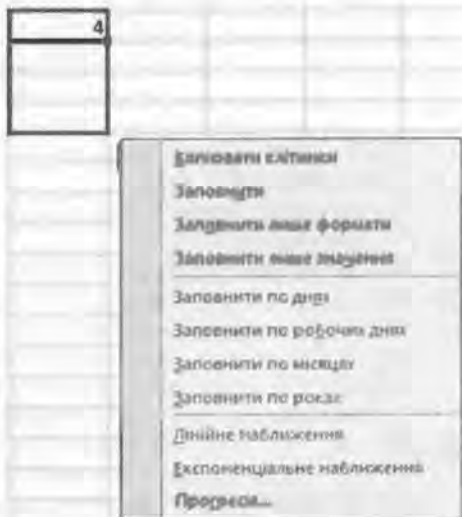 4
Копіювати клітинки
Заповнити
Заповнити лише формати
Заповнити лише значення
Заповнити по днях
Заповнити по робочих днях
Заповнити по місяцях
Заповнити по роках
Лінійне наближення
Експоненціальне наближення
Прогресія...